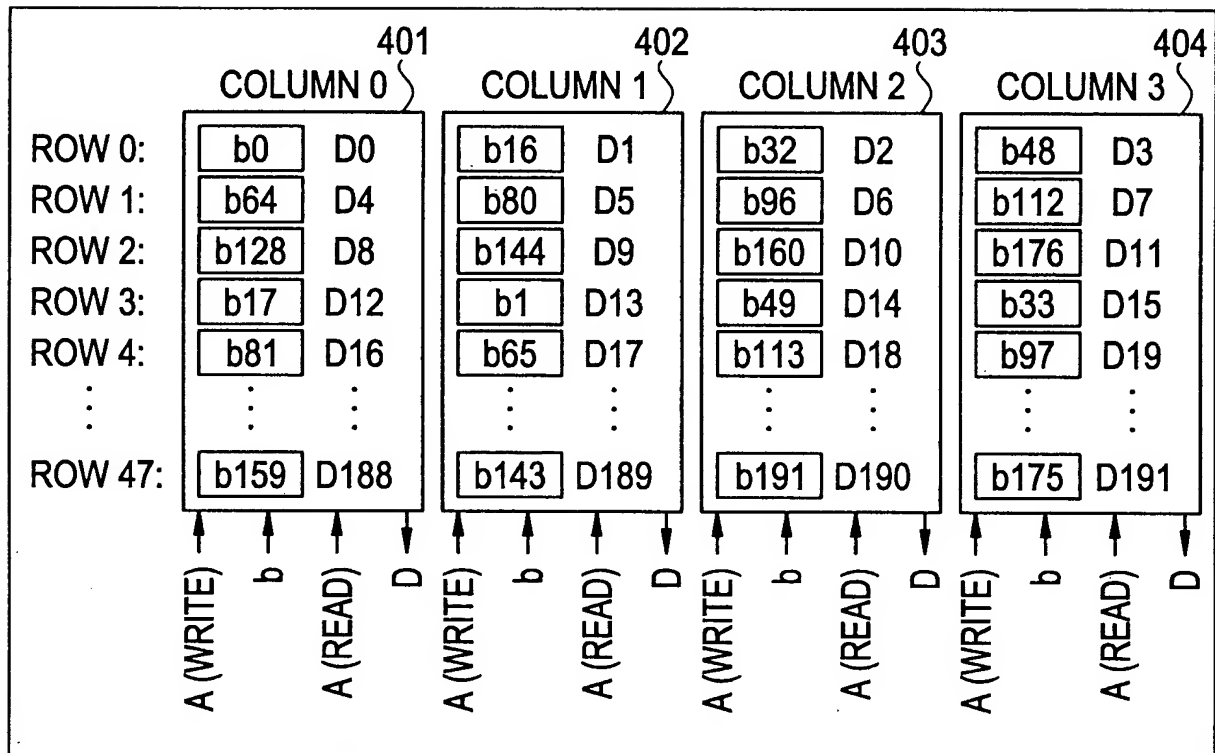 401 402 403 404
COLUMN 0 COLUMN 1 COLUMN 2 COLUMN 3
ROW 0: b0 D0 b16 D1 b32 D2 b48 D3
ROW 1: b64 D4 b80 D5 b96 D6 b112 D7
ROW 2: b128 D8 b144 D9 b160 D10 b176 D11
ROW 3: b17 D12 b1 D13 b49 D14 b33 D15
ROW 4: b81 D16 b65 D17 b113 D18 b97 D19
ROW 47: b159 D188 b143 D189 b191 D190 b175 D191
A (WRITE) b A (READ) D A (WRITE) b A (READ) D A (WRITE) b A (READ) D A (WRITE) b A (READ) D